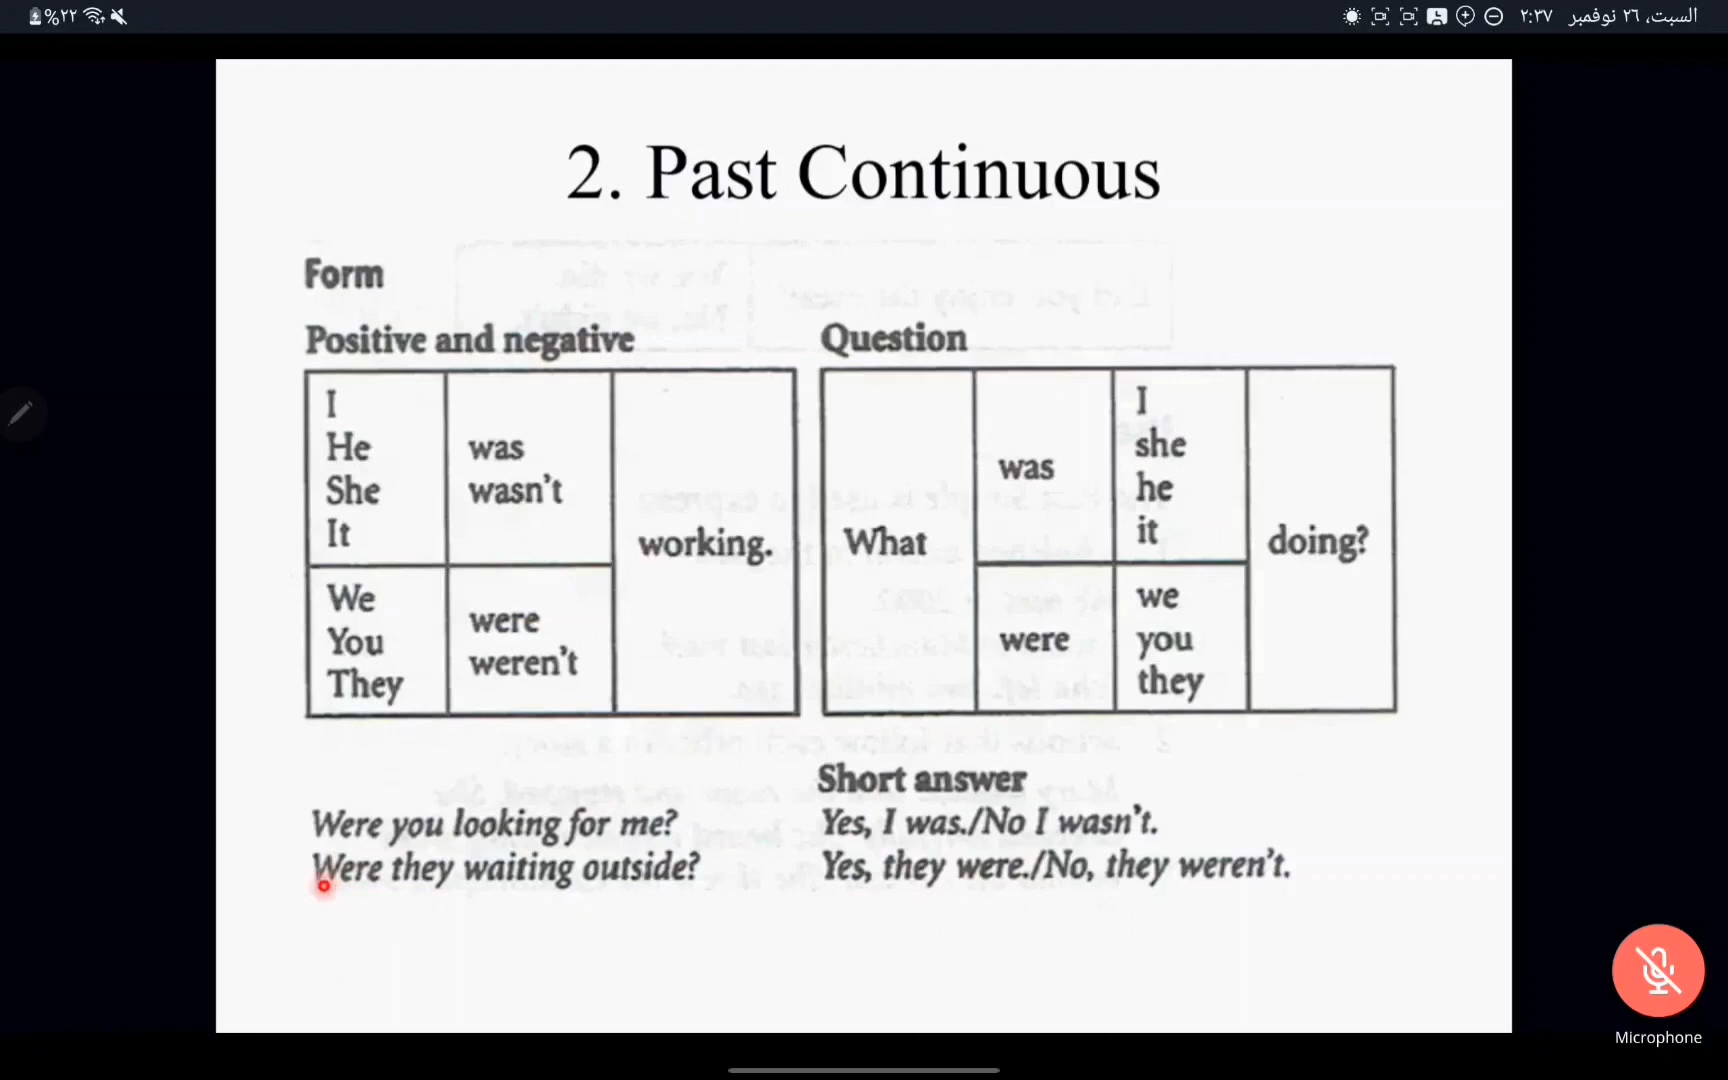 %٢٢
السبت، ٢٦ نوفمبر ٢:٣٧
2. Past Continuous
Form
Positive and negative
I
He
She
It
was
wasn't
We
You
They
were
weren't
working.
Question
What
was
I
she
he
it
were
we
you
they
doing?
Were you looking for me?
Were they waiting outside?
Short answer
Yes, I was./No I wasn't.
Yes, they were./No, they weren't.
Microphone